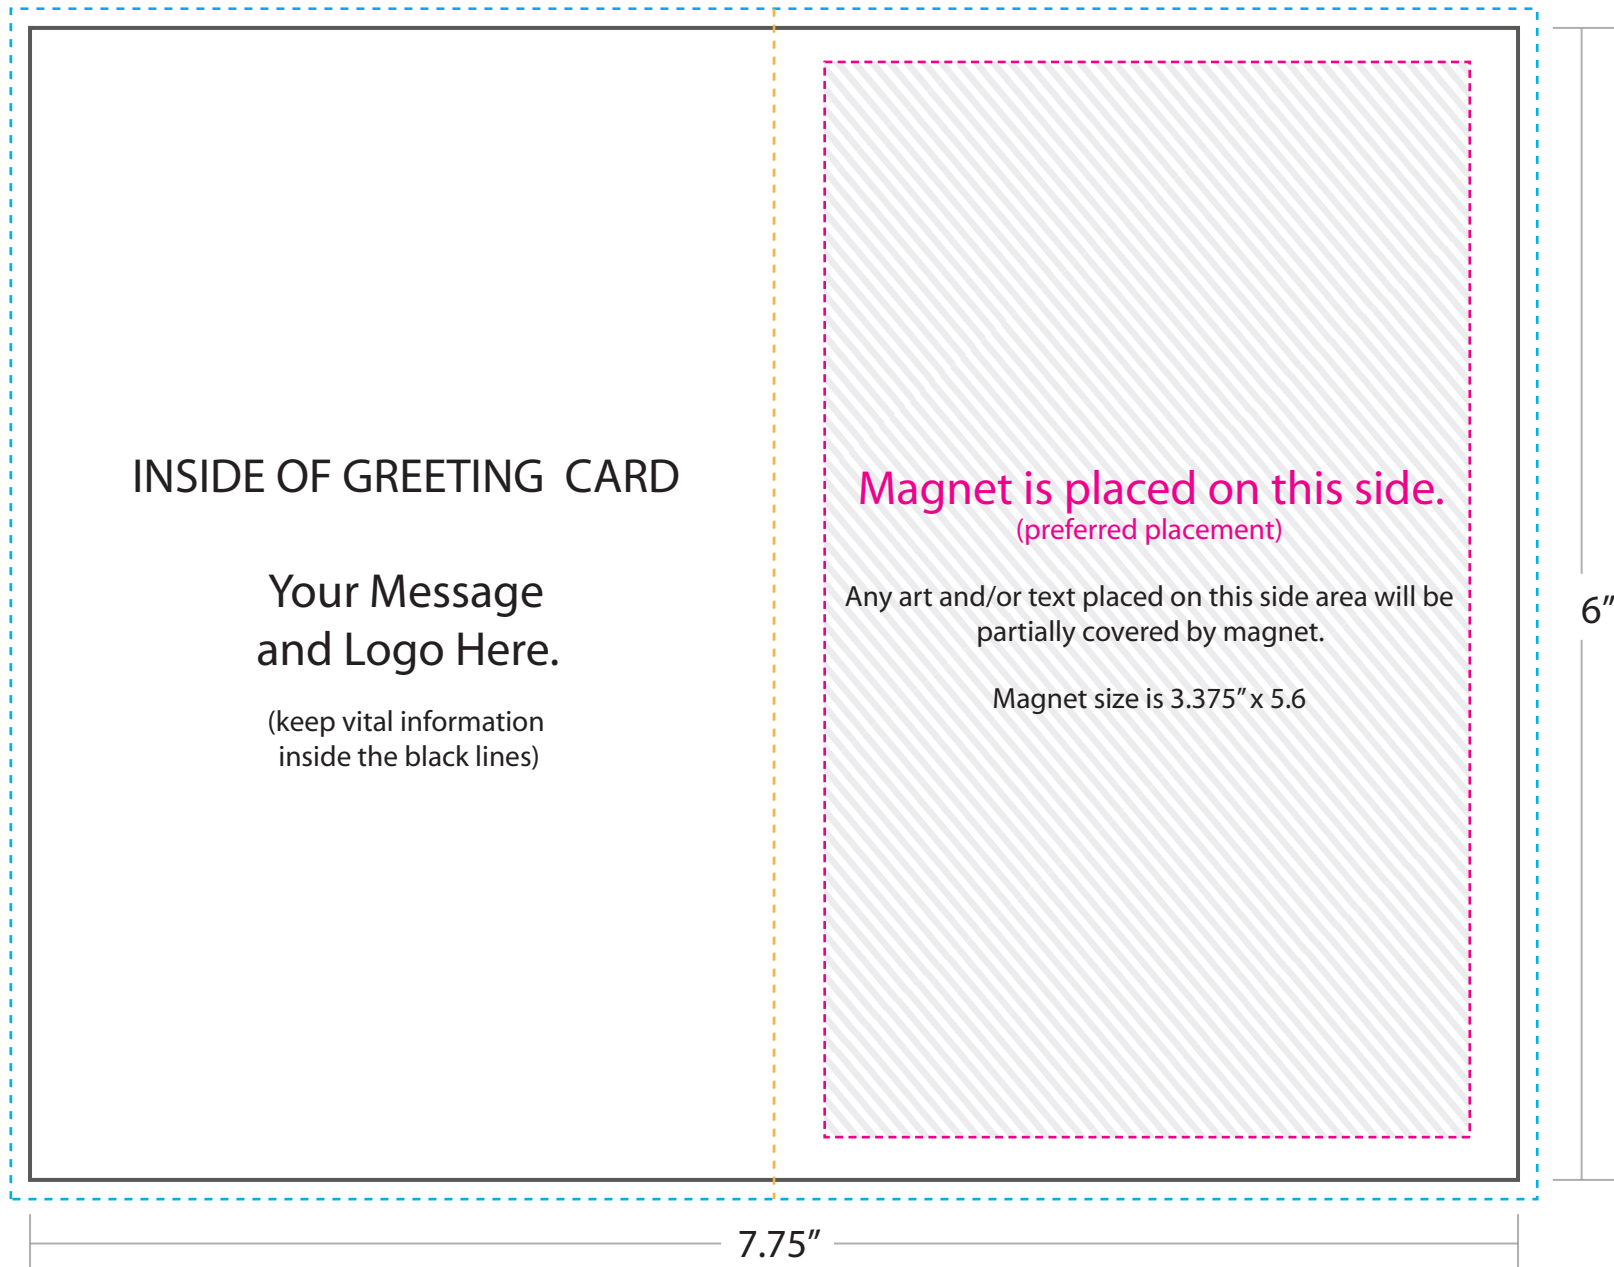 INSIDE OF GREETING  CARD
Your Message
and Logo Here.
(keep vital information
inside the black lines)
Magnet is placed on this side.
(preferred placement)
Any art and/or text placed on this side area will be
partially covered by magnet.
Magnet size is 3.375” x 5.6
6”
7.75”